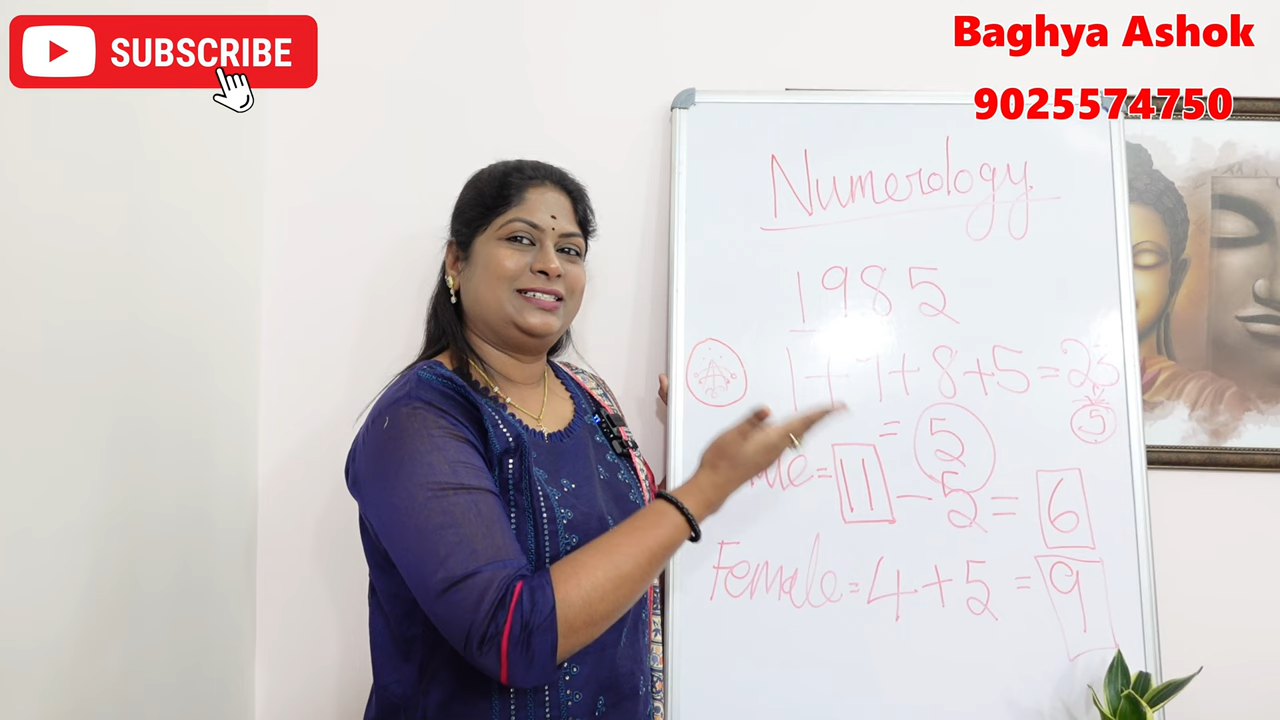 SUBSCRIBE
Baghya Ashok
9025574750
Numerology
1985
1+9+8+5=23
5
= 5
= 11 - 5 = 6
Female = 4+5 = 9